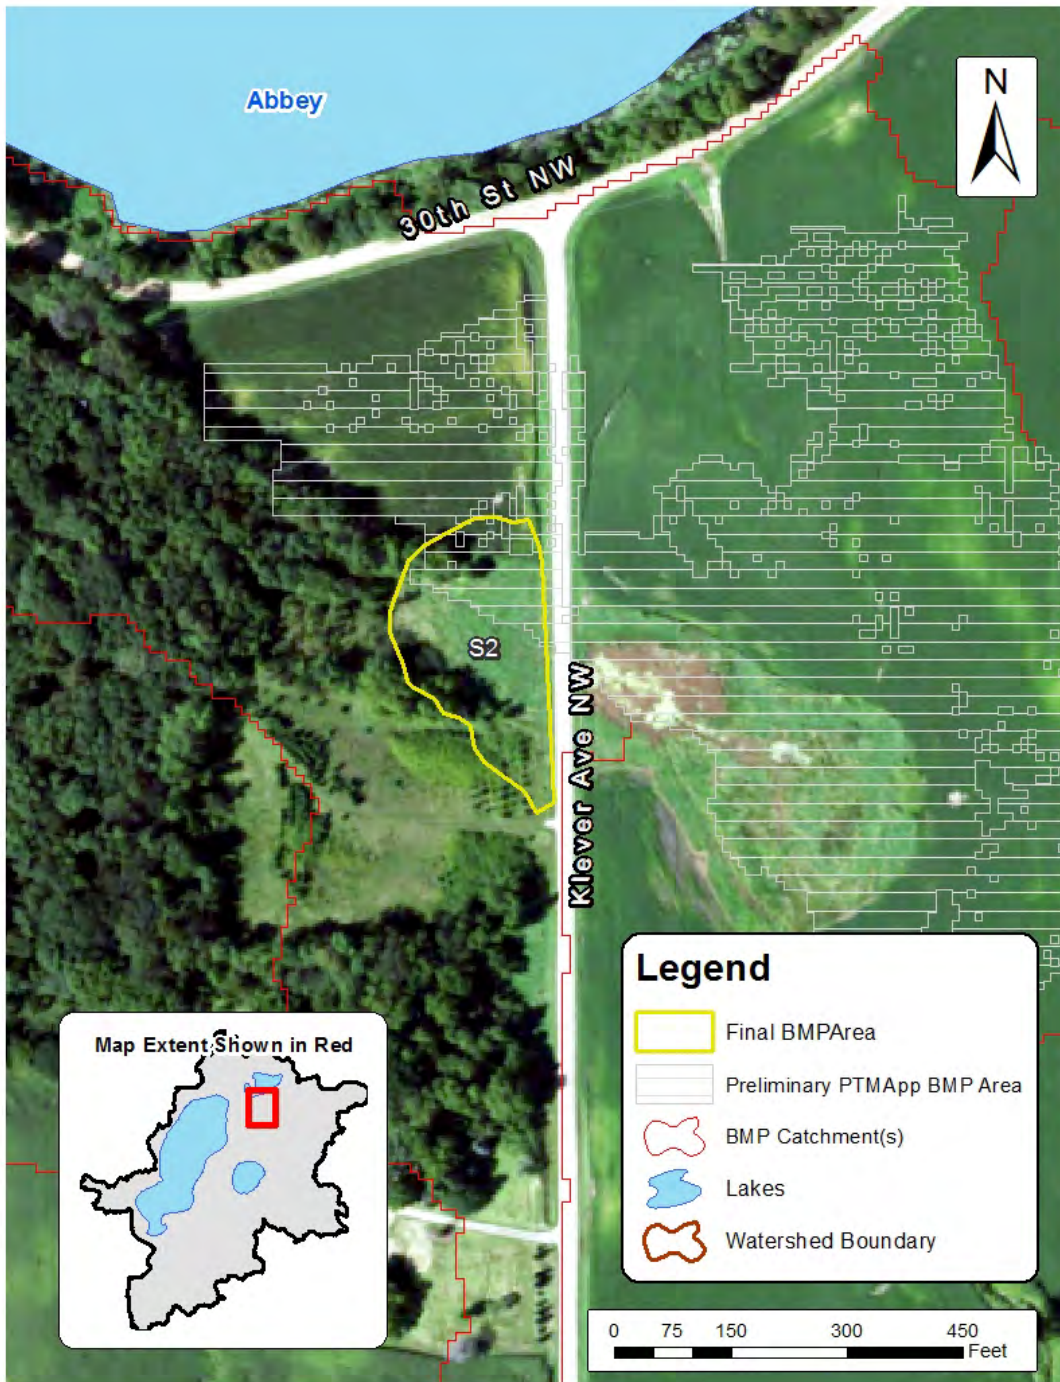 Abbey
N
30th St NW
S2
Klever Ave NW
Legend
Final BMPArea
Preliminary PTMApp BMP Area
BMP Catchment(s)
Lakes
Watershed Boundary
Map Extent Shown in Red
0 75 150 300 450
Feet